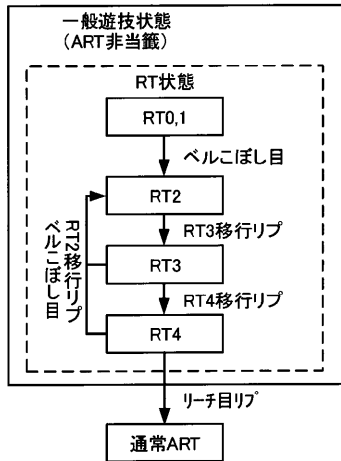 一般遊技状態
(ART非当籤)
RT状態
RT0,1
ベルこぼし目
RT2
RT3移行リプ
RT3
RT4移行リプ
RT4
RT2移行リプ
ベルこぼし目
リーチ目リプ
通常ART